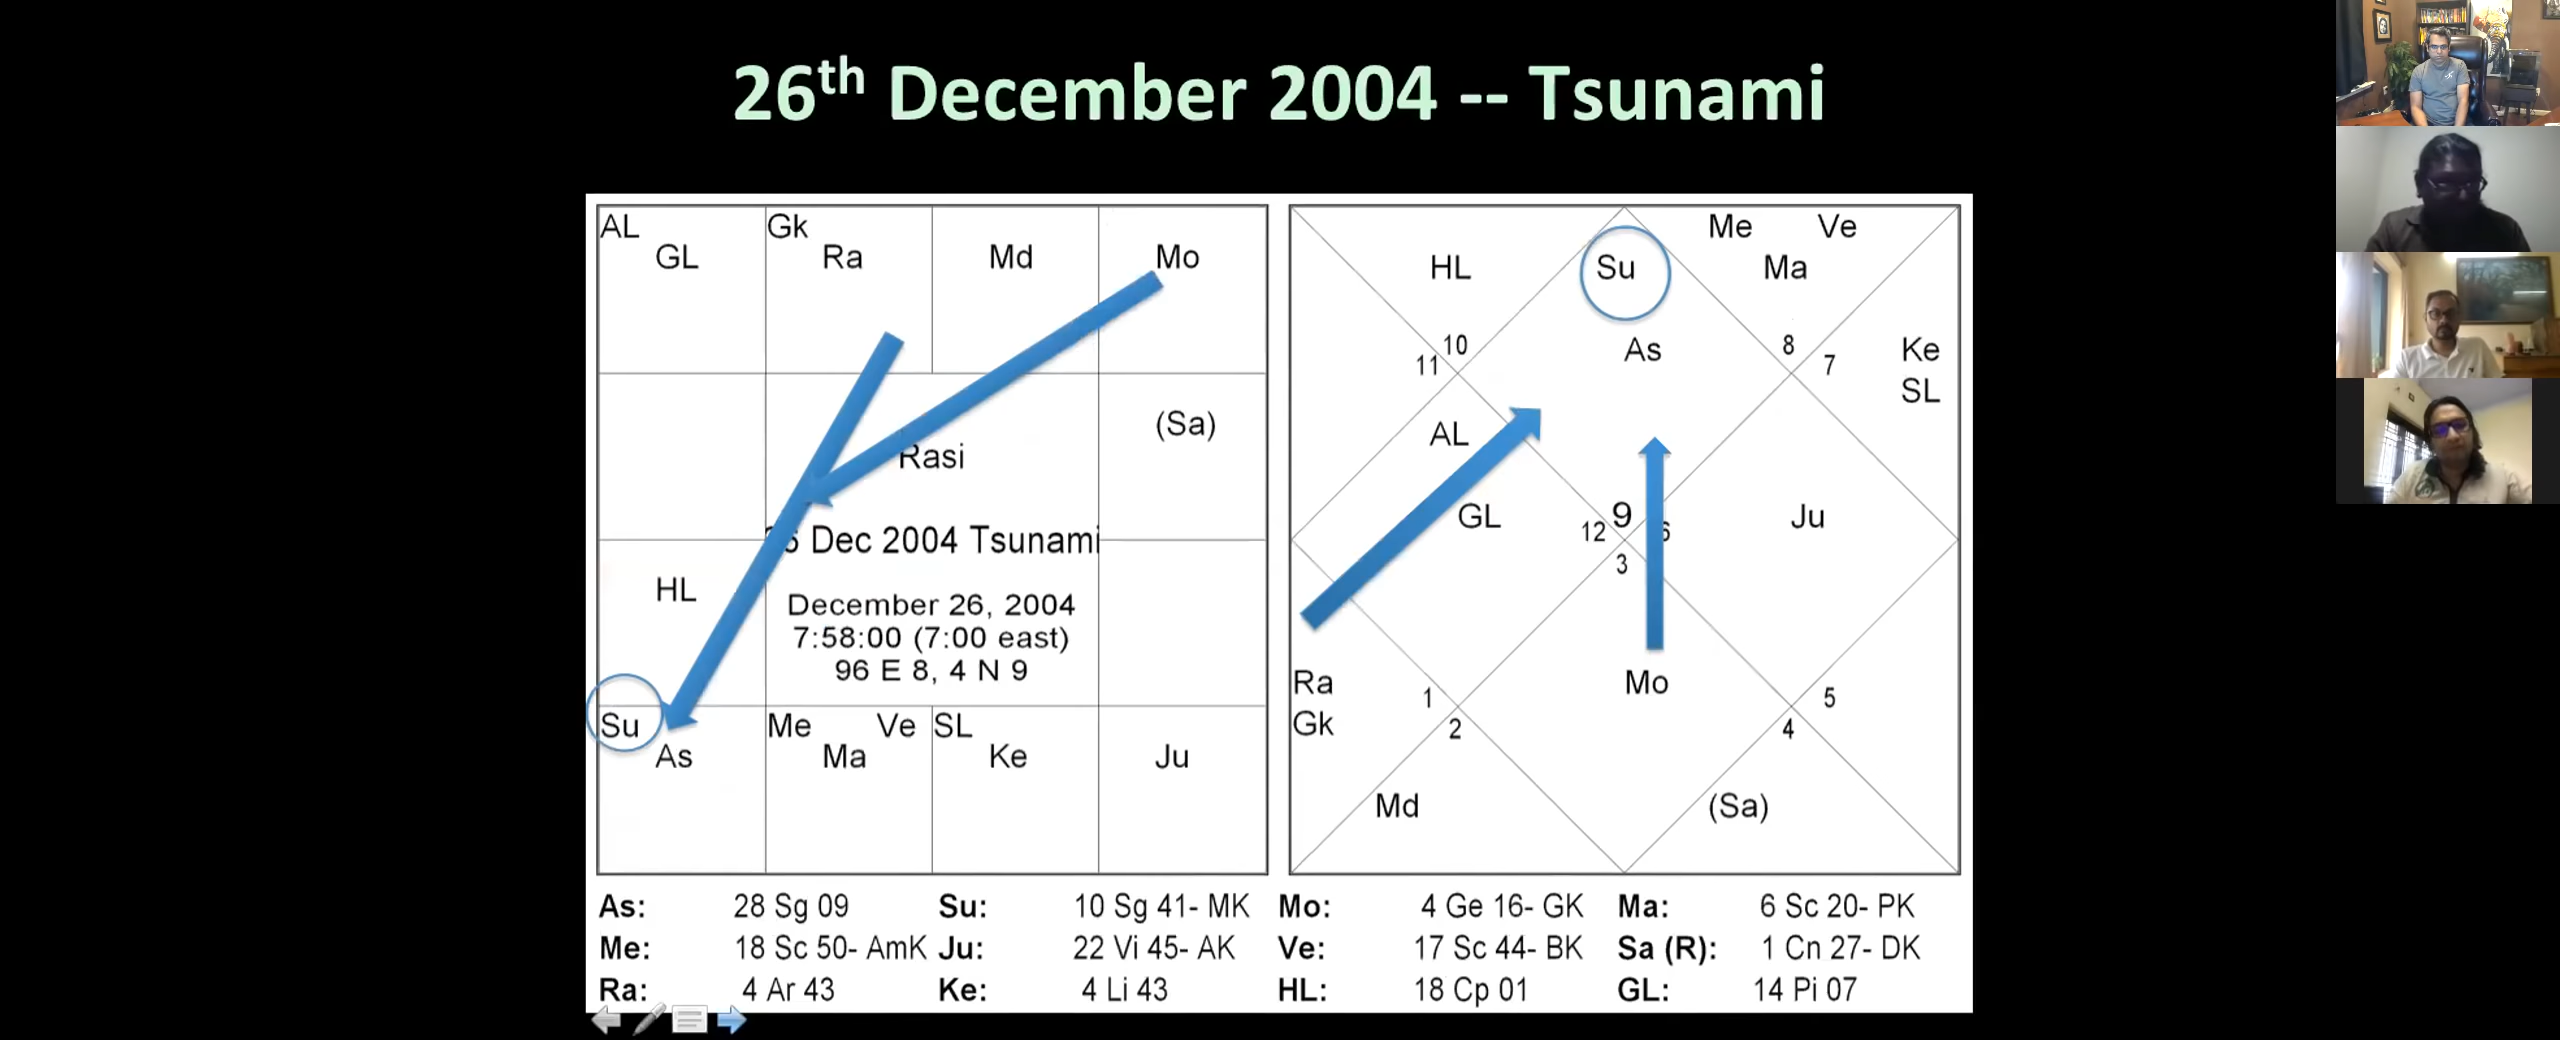 26th December 2004 -- Tsunami
AL
GL
Gk
Ra
Md
Mo
(Sa)
Rasi
Dec 2004 Tsunami
December 26, 2004
7:58:00 (7:00 east)
96 E 8, 4 N 9
HL
Su
As
Me Ve
Ma
SL
Ke
Ju
HL
Su
As
Me Ve
Ma
10
11
8
7
Ke
SL
AL
GL
12
9
6
3
Ju
Ra
Gk
1
2
Mo
5
4
Md
(Sa)
As: 28 Sg 09 Su: 10 Sg 41- MK Mo: 4 Ge 16- GK Ma: 6 Sc 20- PK
Me: 18 Sc 50- AmK Ju: 22 Vi 45- AK Ve: 17 Sc 44- BK Sa (R): 1 Cn 27- DK
Ra: 4 Ar 43 Ke: 4 Li 43 HL: 18 Cp 01 GL: 14 Pi 07